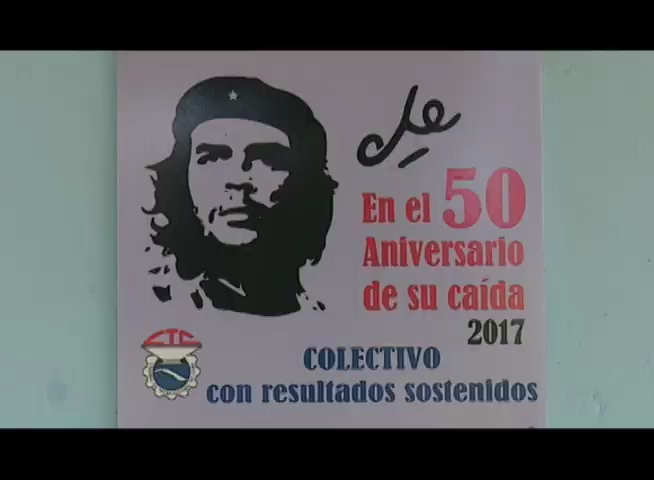 Che
En el 50
Aniversario
de su caída
2017
CTC
COLECTIVO
con resultados sostenidos